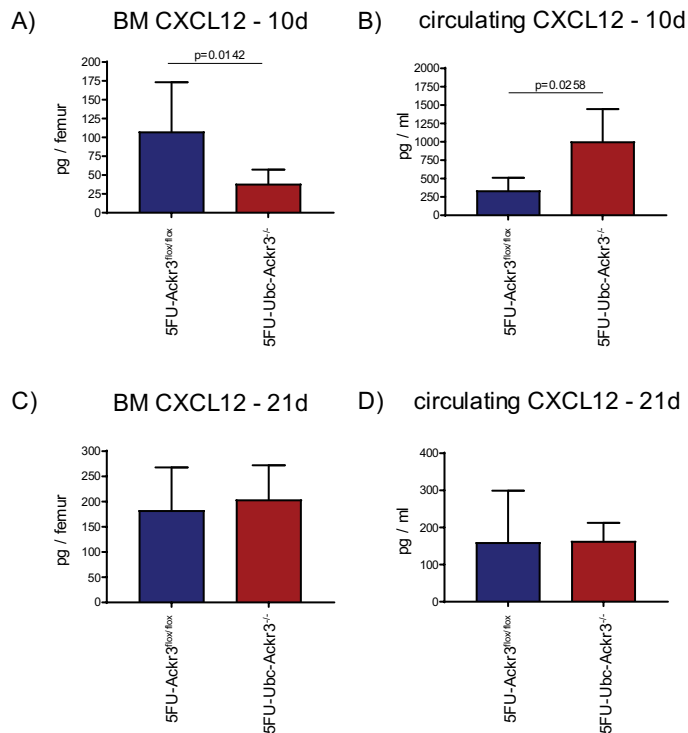 A) BM CXCL12 - 10d
p=0.0142
pg / femur
200
175
150
125
100
75
50
25
0
5FU-Ackr3flox/flox
5FU-Ubc-Ackr3-/-
B) circulating CXCL12 - 10d
p=0.0258
pg / ml
2000
1750
1500
1250
1000
750
500
250
0
5FU-Ackr3flox/flox
5FU-Ubc-Ackr3-/-
C) BM CXCL12 - 21d
pg / femur
300
250
200
150
100
50
0
5FU-Ackr3flox/flox
5FU-Ubc-Ackr3-/-
D) circulating CXCL12 - 21d
pg / ml
400
300
200
100
0
5FU-Ackr3flox/flox
5FU-Ubc-Ackr3-/-